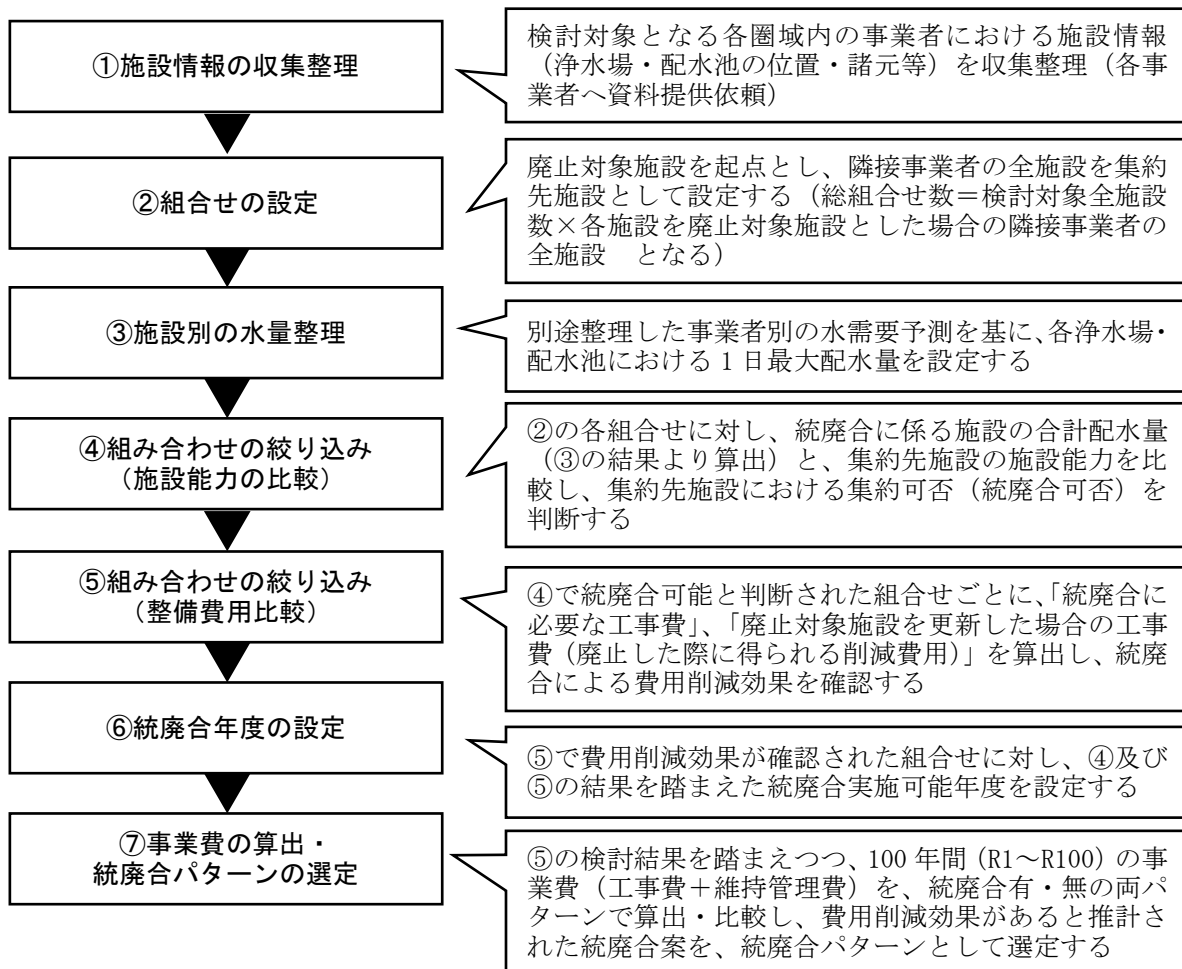 ①施設情報の収集整理
検討対象となる各圏域内の事業者における施設情報
（浄水場・配水池の位置・諸元等）を収集整理（各事
業者へ資料提供依頼）
②組合せの設定
廃止対象施設を起点とし、隣接事業者の全施設を集約
先施設として設定する（総組合せ数＝検討対象全施設
数×各施設を廃止対象施設とした場合の隣接事業者の
全施設　となる）
③施設別の水量整理
別途整理した事業者別の水需要予測を基に、各浄水場・
配水池における１日最大配水量を設定する
④組み合わせの絞り込み
（施設能力の比較）
②の各組合せに対し、統廃合に係る施設の合計配水量
（③の結果より算出）と、集約先施設の施設能力を比
較し、集約先施設における集約可否（統廃合可否）を
判断する
⑤組み合わせの絞り込み
（整備費用比較）
④で統廃合可能と判断された組合せごとに、「統廃合に
必要な工事費」、「廃止対象施設を更新した場合の工事
費（廃止した際に得られる削減費用）」を算出し、統廃
合による費用削減効果を確認する
⑥統廃合年度の設定
⑤で費用削減効果が確認された組合せに対し、④及び
⑤の結果を踏まえた統廃合実施可能年度を設定する
⑦事業費の算出・
統廃合パターンの選定
⑤の検討結果を踏まえつつ、100 年間（R1～R100）の事
業費（工事費＋維持管理費）を、統廃合有・無の両パ
ターンで算出・比較し、費用削減効果があると推計さ
れた統廃合案を、統廃合パターンとして選定する